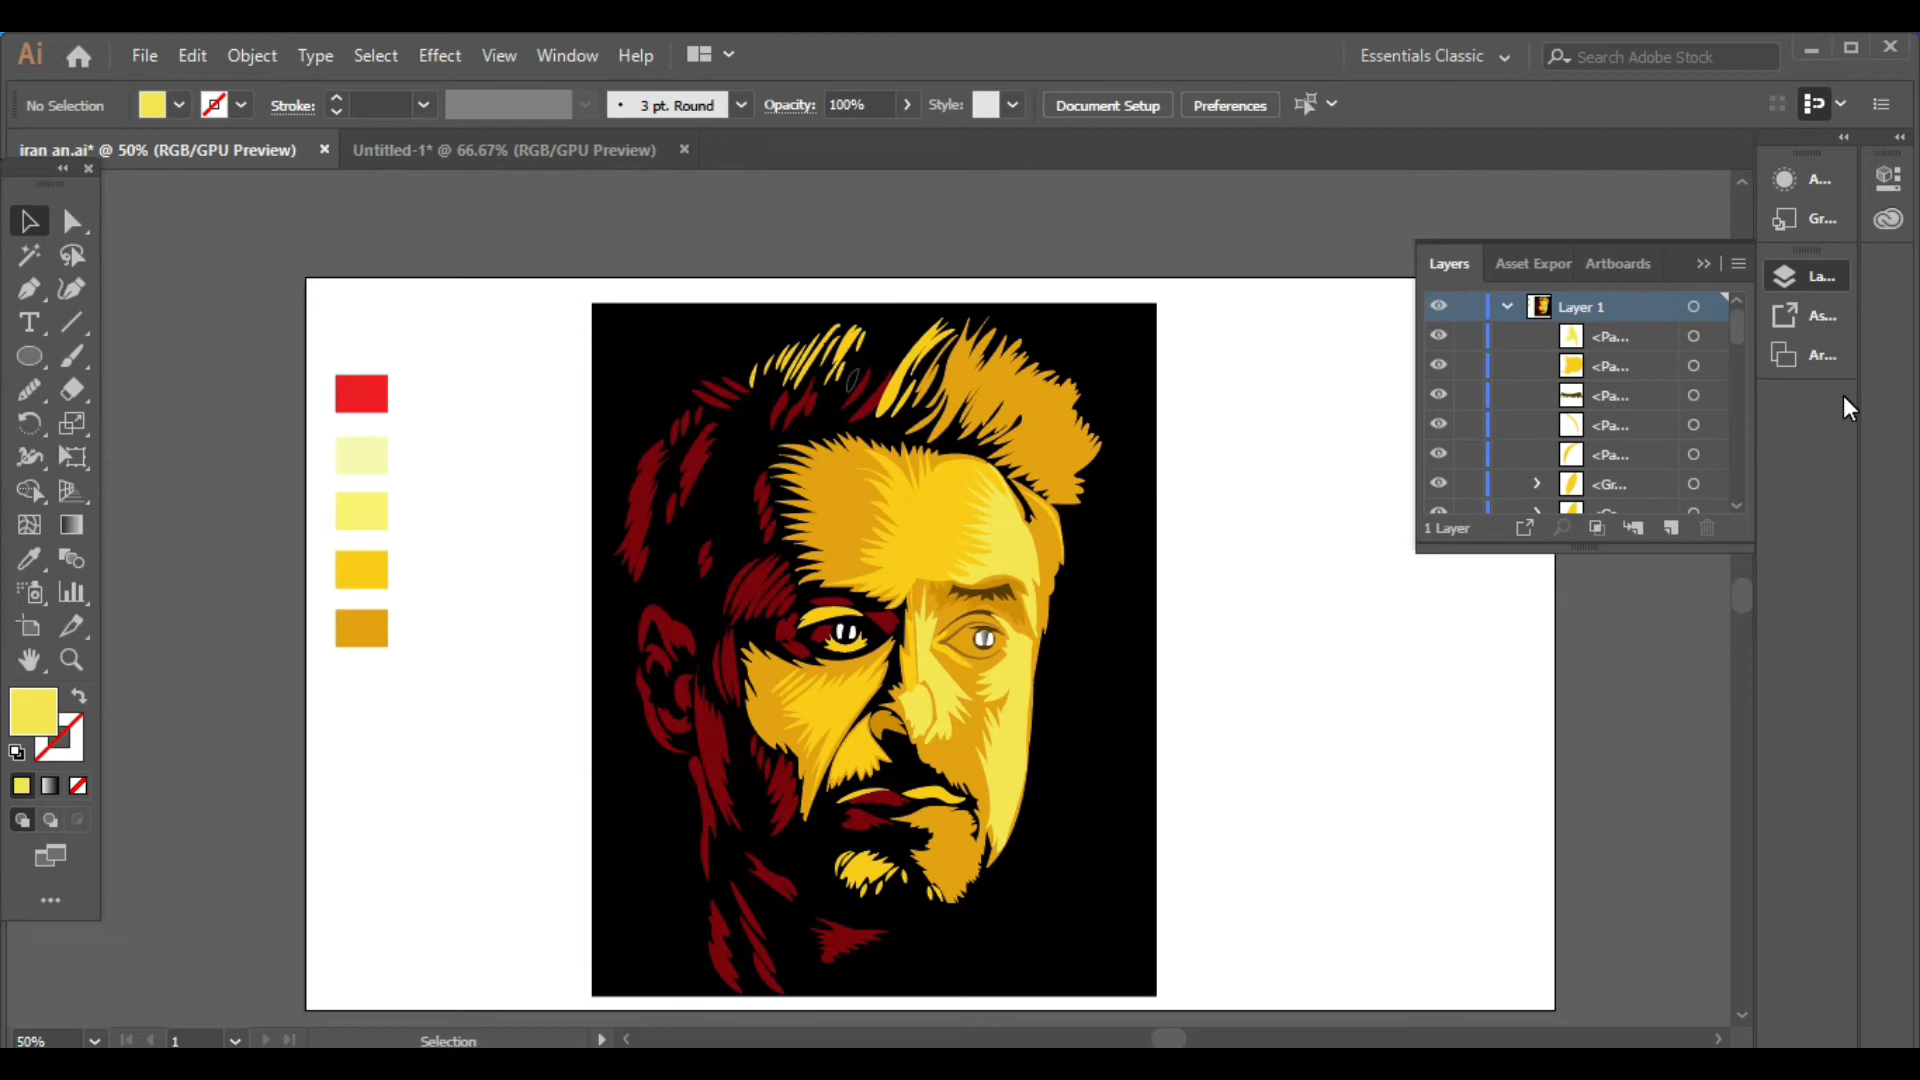 Ai File Edit Object Type Select Effect View Window Help Essentials Classic Search Adobe Stock
No Selection Stroke: 3 pt. Round Opacity: 100% Style: Document Setup Preferences
iran an.ai* @ 50% (RGB/GPU Preview) Untitled-1* @ 66.67% (RGB/GPU Preview)
A...
Gr...
Layers Asset Expor Artboards
La...
Layer 1
As...
<Pa...
Ar...
<Pa...
<Pa...
<Pa...
<Pa...
<Gr...
1 Layer
50% 1 Selection